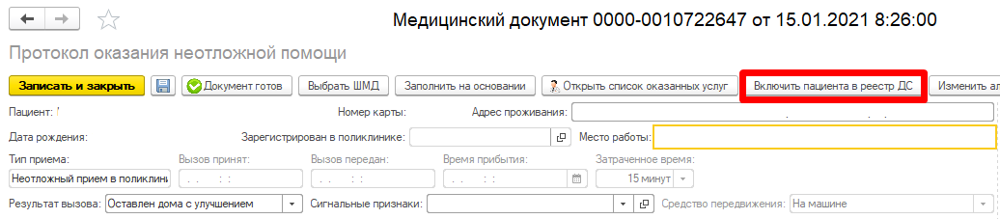 Медицинский документ 0000-0010722647 от 15.01.2021 8:26:00
Протокол оказания неотложной помощи
Записать и закрыть Документ готов Выбрать ШМД Заполнить на основании Открыть список оказанных услуг Включить пациента в реестр ДС Изменить ал
Пациент: Номер карты: Адрес проживания:
Дата рождения: Зарегистрирован в поликлинике: Место работы:
Тип приема: Вызов принят: Вызов передан: Время прибытия: Затраченное время:
Неотложный прием в поликлини . . : : . . : : . . : : 15 минут
Результат вызова: Оставлен дома с улучшением Сигнальные признаки: Средство передвижения: На машине